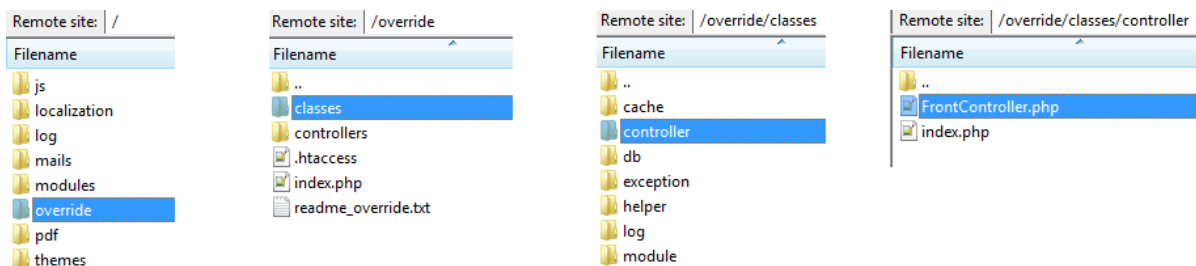 Remote site: /
Filename
js
localization
log
mails
modules
override
pdf
themes
Remote site: /override
Filename
..
classes
controllers
.htaccess
index.php
readme_override.txt
Remote site: /override/classes
Filename
..
cache
controller
db
exception
helper
log
module
Remote site: /override/classes/controller
Filename
..
FrontController.php
index.php